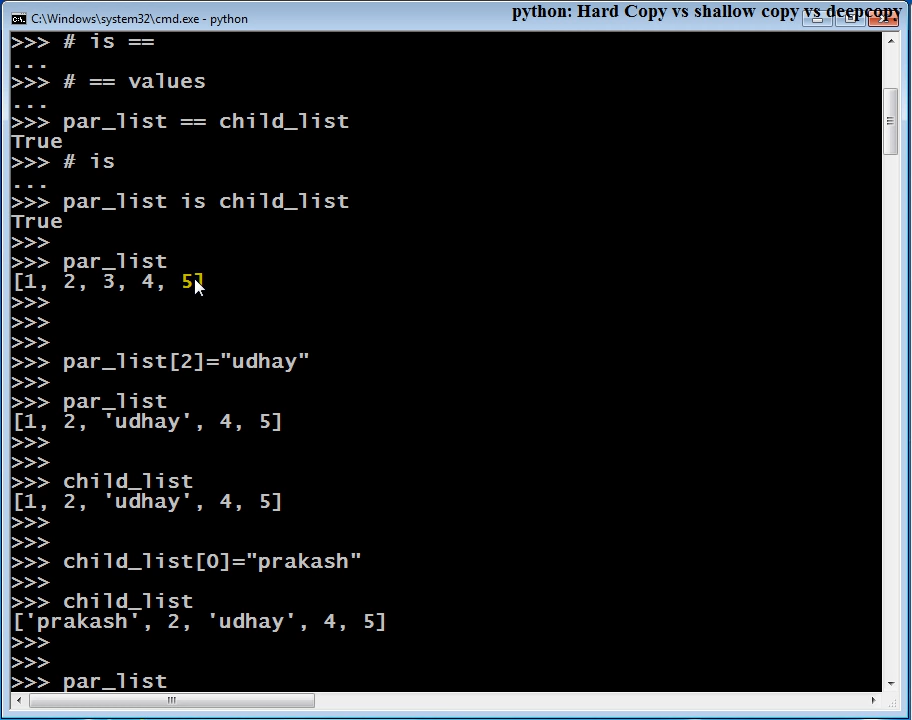 C:\Windows\system32\cmd.exe - python
python: Hard Copy vs shallow copy vs deepcopy
>>> # is ==
...
>>> # == values
...
>>> par_list == child_list
True
>>> # is
...
>>> par_list is child_list
True
>>>
>>> par_list
[1, 2, 3, 4, 5]
>>>
>>>
>>>
>>> par_list[2]="udhay"
>>>
>>> par_list
[1, 2, 'udhay', 4, 5]
>>>
>>>
>>> child_list
[1, 2, 'udhay', 4, 5]
>>>
>>>
>>> child_list[0]="prakash"
>>>
>>> child_list
['prakash', 2, 'udhay', 4, 5]
>>>
>>>
>>> par_list